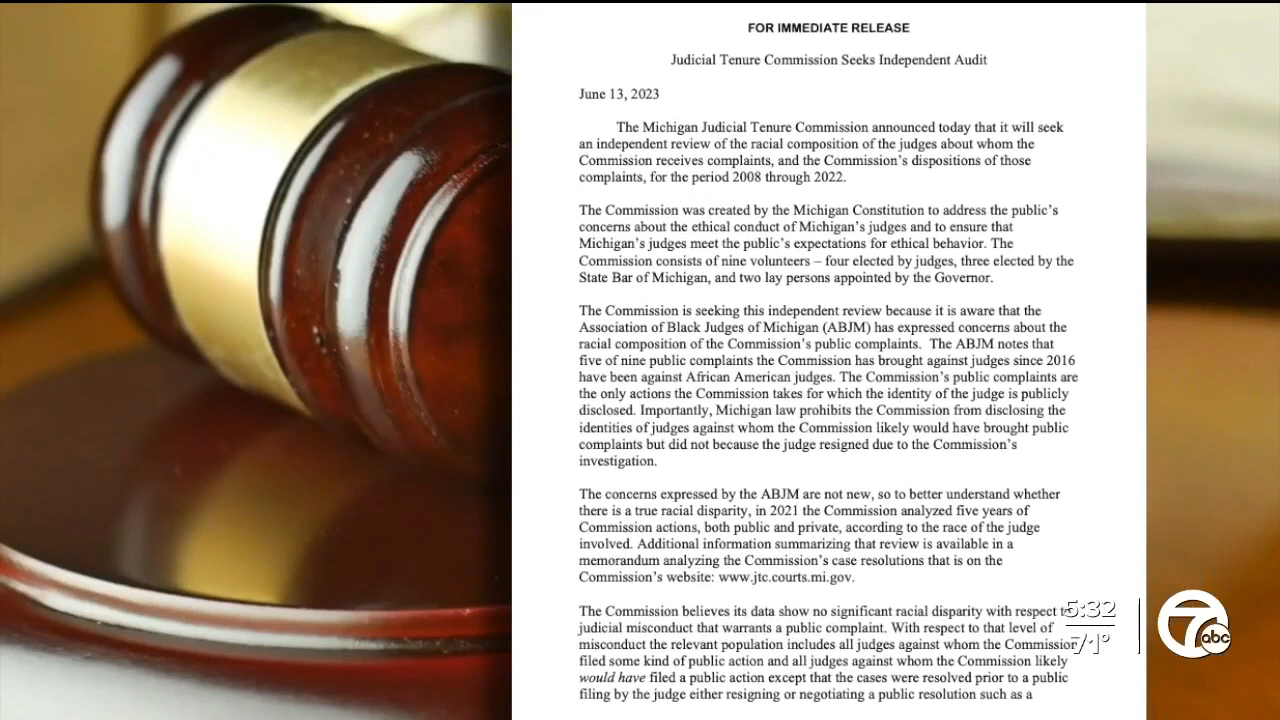 FOR IMMEDIATE RELEASE
Judicial Tenure Commission Seeks Independent Audit
June 13, 2023
The Michigan Judicial Tenure Commission announced today that it will seek
an independent review of the racial composition of the judges about whom the
Commission receives complaints, and the Commission's dispositions of those
complaints, for the period 2008 through 2022.
The Commission was created by the Michigan Constitution to address the public's
concerns about the ethical conduct of Michigan's judges and to ensure that
Michigan's judges meet the public's expectations for ethical behavior. The
Commission consists of nine volunteers – four elected by judges, three elected by the
State Bar of Michigan, and two lay persons appointed by the Governor.
The Commission is seeking this independent review because it is aware that the
Association of Black Judges of Michigan (ABJM) has expressed concerns about the
racial composition of the Commission's public complaints.  The ABJM notes that
five of nine public complaints the Commission has brought against judges since 2016
have been against African American judges. The Commission's public complaints are
the only actions the Commission takes for which the identity of the judge is publicly
disclosed. Importantly, Michigan law prohibits the Commission from disclosing the
identities of judges against whom the Commission likely would have brought public
complaints but did not because the judge resigned due to the Commission's
investigation.
The concerns expressed by the ABJM are not new, so to better understand whether
there is a true racial disparity, in 2021 the Commission analyzed five years of
Commission actions, both public and private, according to the race of the judge
involved. Additional information summarizing that review is available in a
memorandum analyzing the Commission's case resolutions that is on the
Commission's website: www.jtc.courts.mi.gov.
The Commission believes its data show no significant racial disparity with respect to
judicial misconduct that warrants a public complaint. With respect to that level of
misconduct the relevant population includes all judges against whom the Commission
filed some kind of public action and all judges against whom the Commission likely
would have filed a public action except that the cases were resolved prior to a public
filing by the judge either resigning or negotiating a public resolution such as a
5:32
71°
7 abc